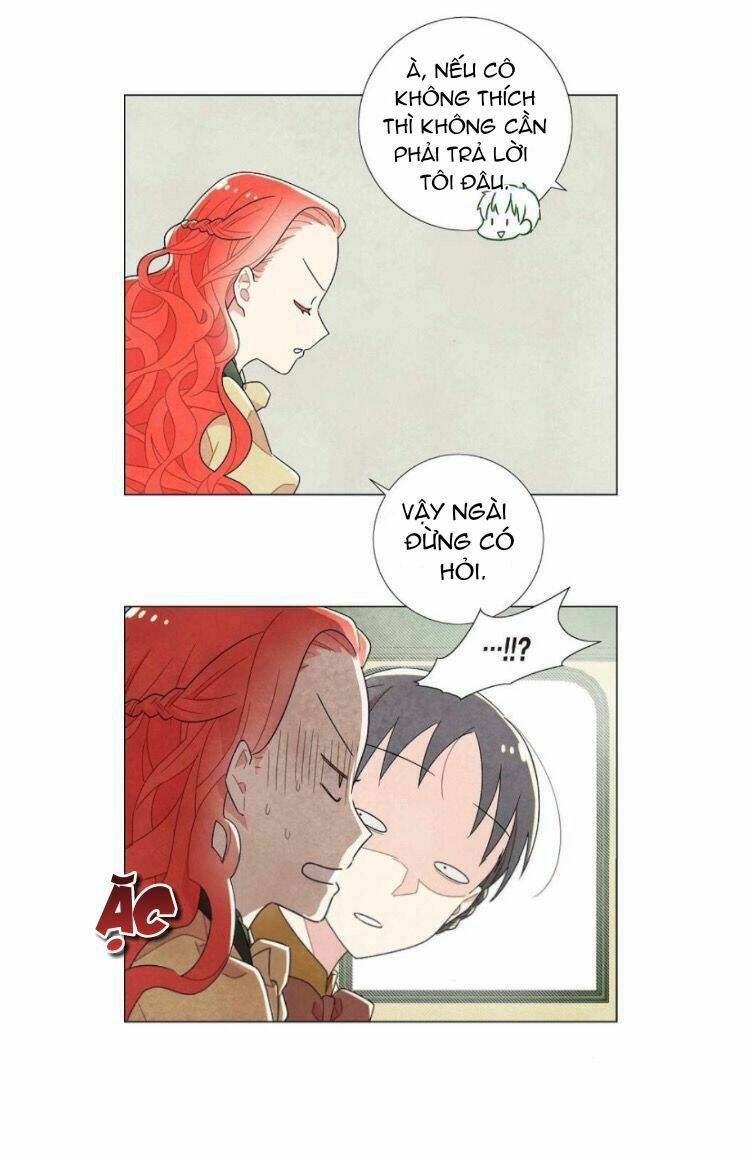 À, NẾU CÔ
KHÔNG THÍCH
THÌ KHÔNG CẦN
PHẢI TRẢ LỜI
TÔI ĐÂU.
VẬY NGÀI
ĐỪNG CÓ
HỎI.
...!!?
ẶC